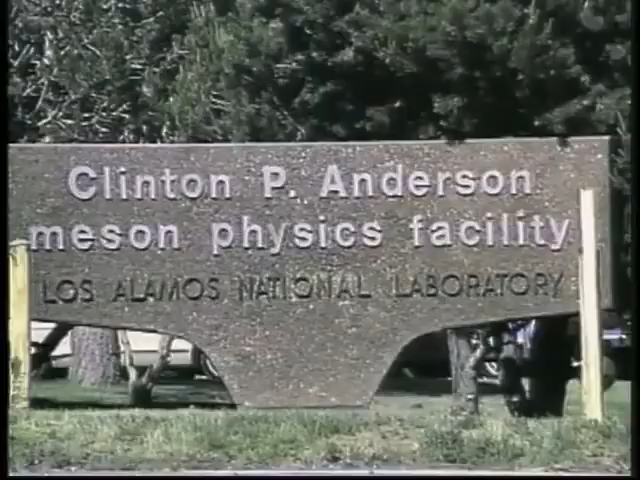 Clinton P. Anderson
meson physics facility
LOS ALAMOS NATIONAL LABORATORY